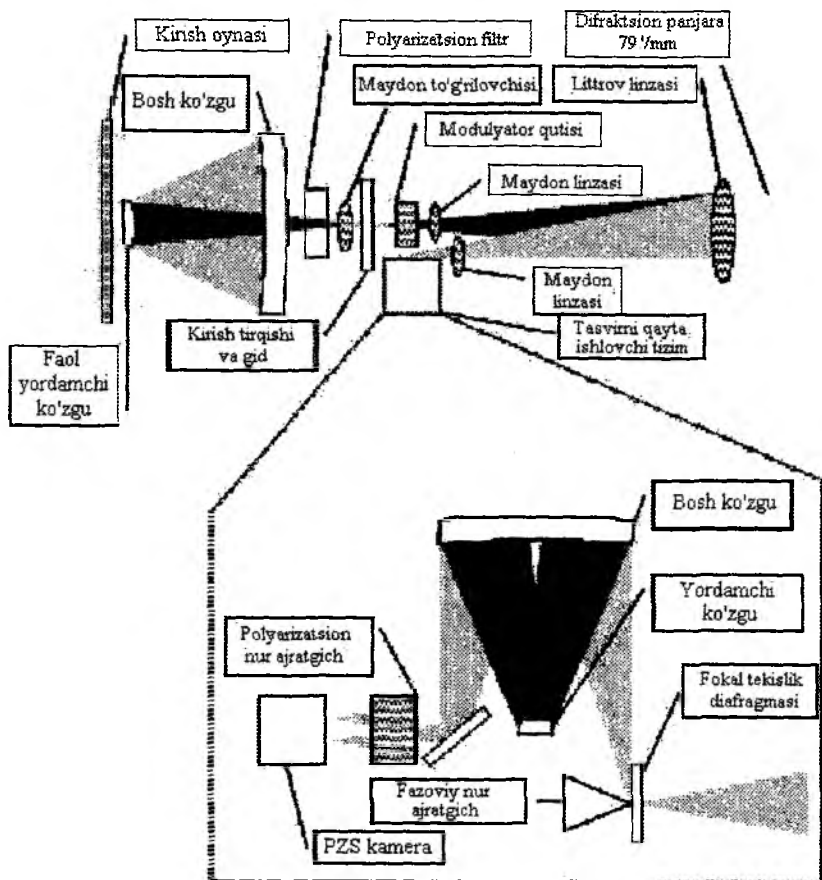 Kirish oynasi
Polyarizatsion filtr
Difraktsion panjara
79 ¹/mm
Bosh ko'zgu
Maydon to'g'rilovchisi
Littrov linzasi
Modulyator qutisi
Maydon linzasi
Maydon
linzasi
Kirish tirqishi
va gid
Tasvirni qayta
ishlovchi tizim
Faol
yordamchi
ko'zgu
Bosh ko'zgu
Yordamchi
ko'zgu
Polyarizatsion
nur ajratgich
Fokal tekislik
diafragmasi
Fazoviy nur
ajratgich
PZS kamera